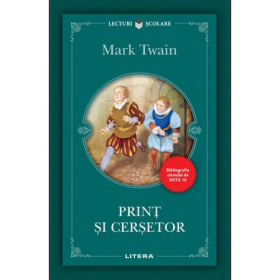 LECTURI ȘCOLARE
Mark Twain
Bibliografia
elevului de
NOTA 10
PRINȚ
ȘI CERȘETOR
LITERA